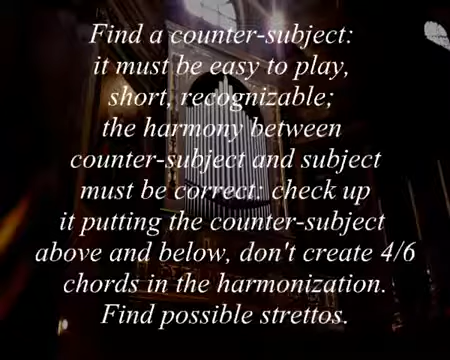 Find a counter-subject:
it must be easy to play,
short, recognizable;
the harmony between
counter-subject and subject
must be correct: check up
it putting the counter-subject
above and below, don't create 4/6
chords in the harmonization.
Find possible strettos.